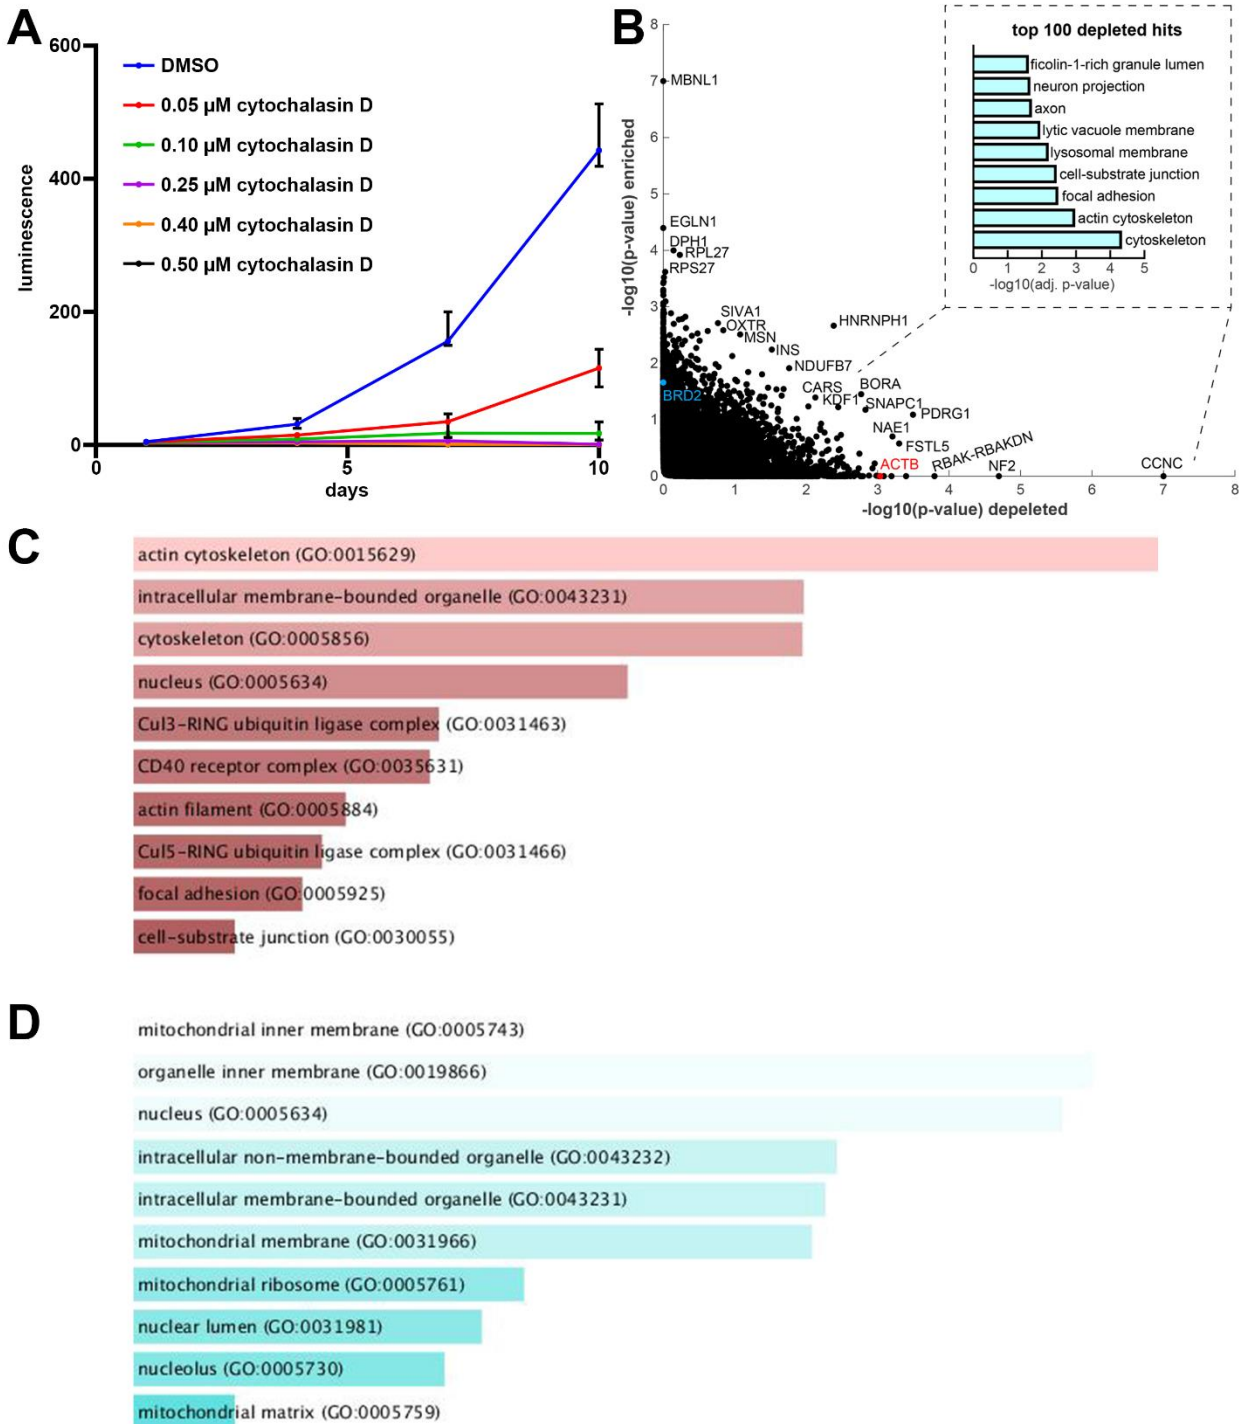 A
600
400
200
0
luminescence
DMSO
0.05 µM cytochalasin D
0.10 µM cytochalasin D
0.25 µM cytochalasin D
0.40 µM cytochalasin D
0.50 µM cytochalasin D
0
5
10
days
B
8
7
6
5
4
3
2
1
0
-log10(p-value) enriched
MBNL1
EGLN1
DPH1
RPL27
RPS27
SIVA1
OXTR
MSN
INS
HNRNPH1
NDUFB7
BRD2
CARS
BORA
KDF1
SNAPC1
PDRG1
NAE1
FSTL5
ACTB
RBAK-RBAKDN
NF2
CCNC
0 1 2 3 4 5 6 7 8
-log10(p-value) depeleted
top 100 depleted hits
ficolin-1-rich granule lumen
neuron projection
axon
lytic vacuole membrane
lysosomal membrane
cell-substrate junction
focal adhesion
actin cytoskeleton
cytoskeleton
0 1 2 3 4 5
-log10(adj. p-value)
C
actin cytoskeleton (GO:0015629)
intracellular membrane-bounded organelle (GO:0043231)
cytoskeleton (GO:0005856)
nucleus (GO:0005634)
Cul3-RING ubiquitin ligase complex (GO:0031463)
CD40 receptor complex (GO:0035631)
actin filament (GO:0005884)
Cul5-RING ubiquitin ligase complex (GO:0031466)
focal adhesion (GO:0005925)
cell-substrate junction (GO:0030055)
D
mitochondrial inner membrane (GO:0005743)
organelle inner membrane (GO:0019866)
nucleus (GO:0005634)
intracellular non-membrane-bounded organelle (GO:0043232)
intracellular membrane-bounded organelle (GO:0043231)
mitochondrial membrane (GO:0031966)
mitochondrial ribosome (GO:0005761)
nuclear lumen (GO:0031981)
nucleolus (GO:0005730)
mitochondrial matrix (GO:0005759)